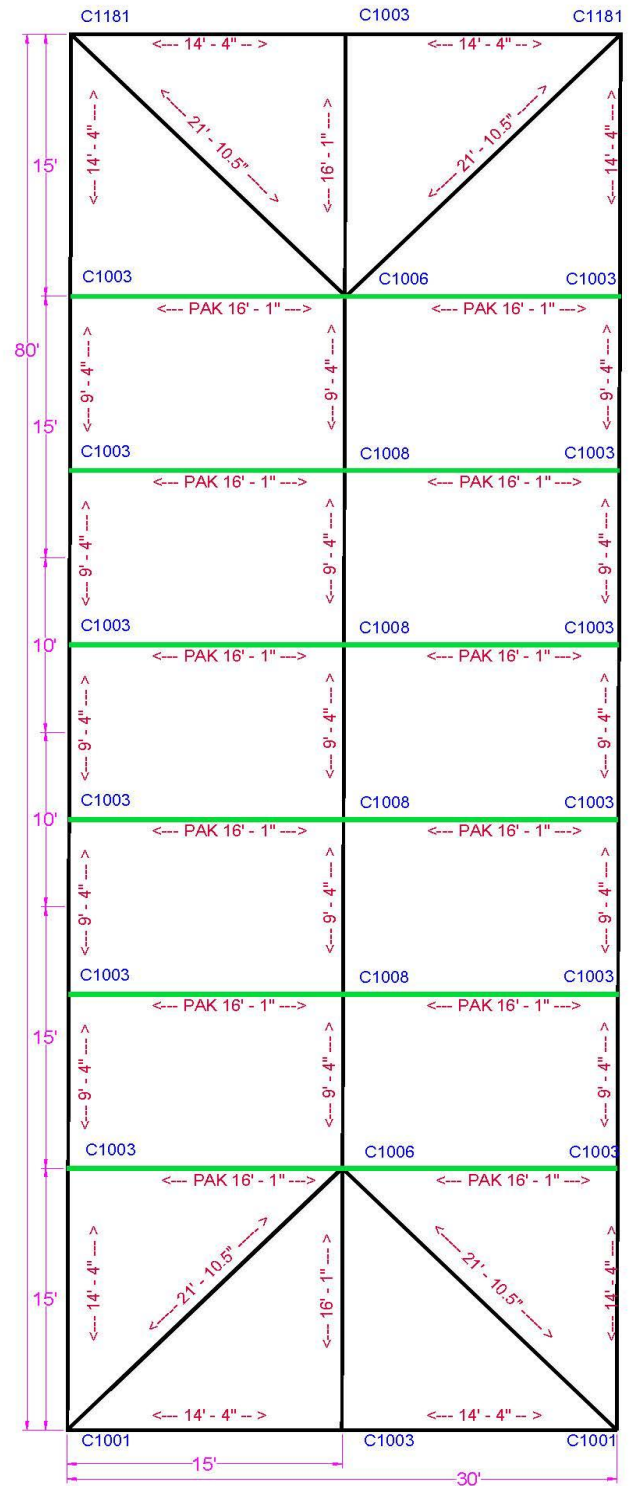 C1181 C1003 C1181
<--- 14' - 4" -- > <--- 14' - 4" -- >
15' <--- 14' - 4" ---> <----- 21' - 10.5" -----> <--- 16' - 1" ---> <----- 21' - 10.5" -----> <--- 14' - 4" --->
C1003 C1006 C1003
<--- PAK 16' - 1" ---> <--- PAK 16' - 1" --->
80'
<---- 9' - 4" ----> <---- 9' - 4" ----> <---- 9' - 4" ---->
15'
C1003 C1008 C1003
<--- PAK 16' - 1" ---> <--- PAK 16' - 1" --->
<---- 9' - 4" ----> <---- 9' - 4" ----> <---- 9' - 4" ---->
10'
C1003 C1008 C1003
<--- PAK 16' - 1" ---> <--- PAK 16' - 1" --->
<---- 9' - 4" ----> <---- 9' - 4" ----> <---- 9' - 4" ---->
10'
C1003 C1008 C1003
<--- PAK 16' - 1" ---> <--- PAK 16' - 1" --->
<---- 9' - 4" ----> <---- 9' - 4" ----> <---- 9' - 4" ---->
C1003 C1008 C1003
<--- PAK 16' - 1" ---> <--- PAK 16' - 1" --->
15'
<---- 9' - 4" ----> <---- 9' - 4" ----> <---- 9' - 4" ---->
C1003 C1006 C1003
<--- PAK 16' - 1" ---> <--- PAK 16' - 1" --->
15' <--- 14' - 4" ---> <----- 21' - 10.5" -----> <--- 16' - 1" ---> <----- 21' - 10.5" -----> <--- 14' - 4" --->
<--- 14' - 4" -- > <--- 14' - 4" -- >
C1001 C1003 C1001
15'
30'